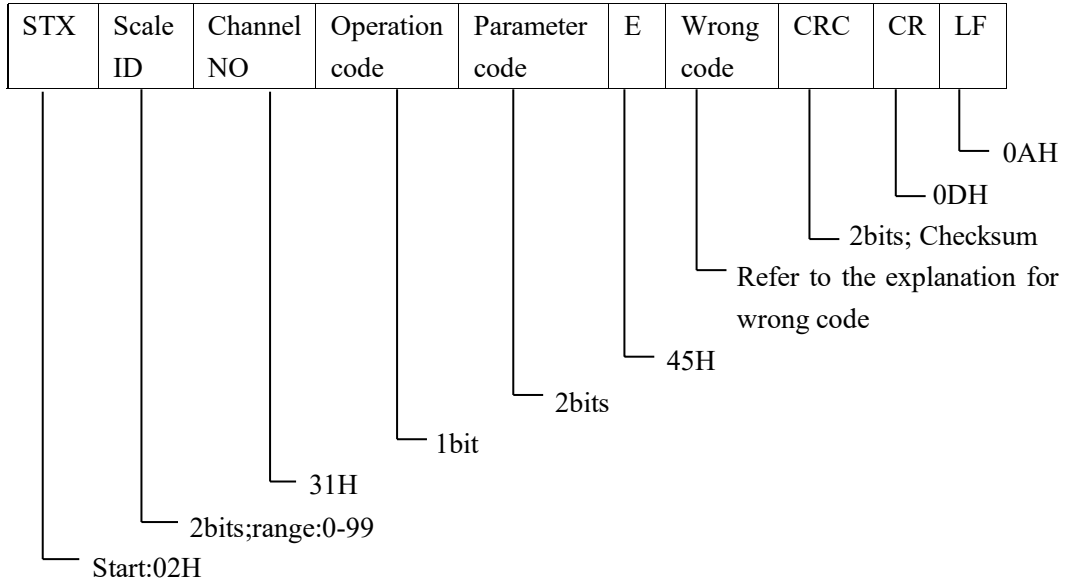 STX Scale ID Channel NO Operation code Parameter code E Wrong code CRC CR LF
0AH
0DH
2bits; Checksum
Refer to the explanation for
wrong code
45H
2bits
1bit
31H
2bits;range:0-99
Start:02H